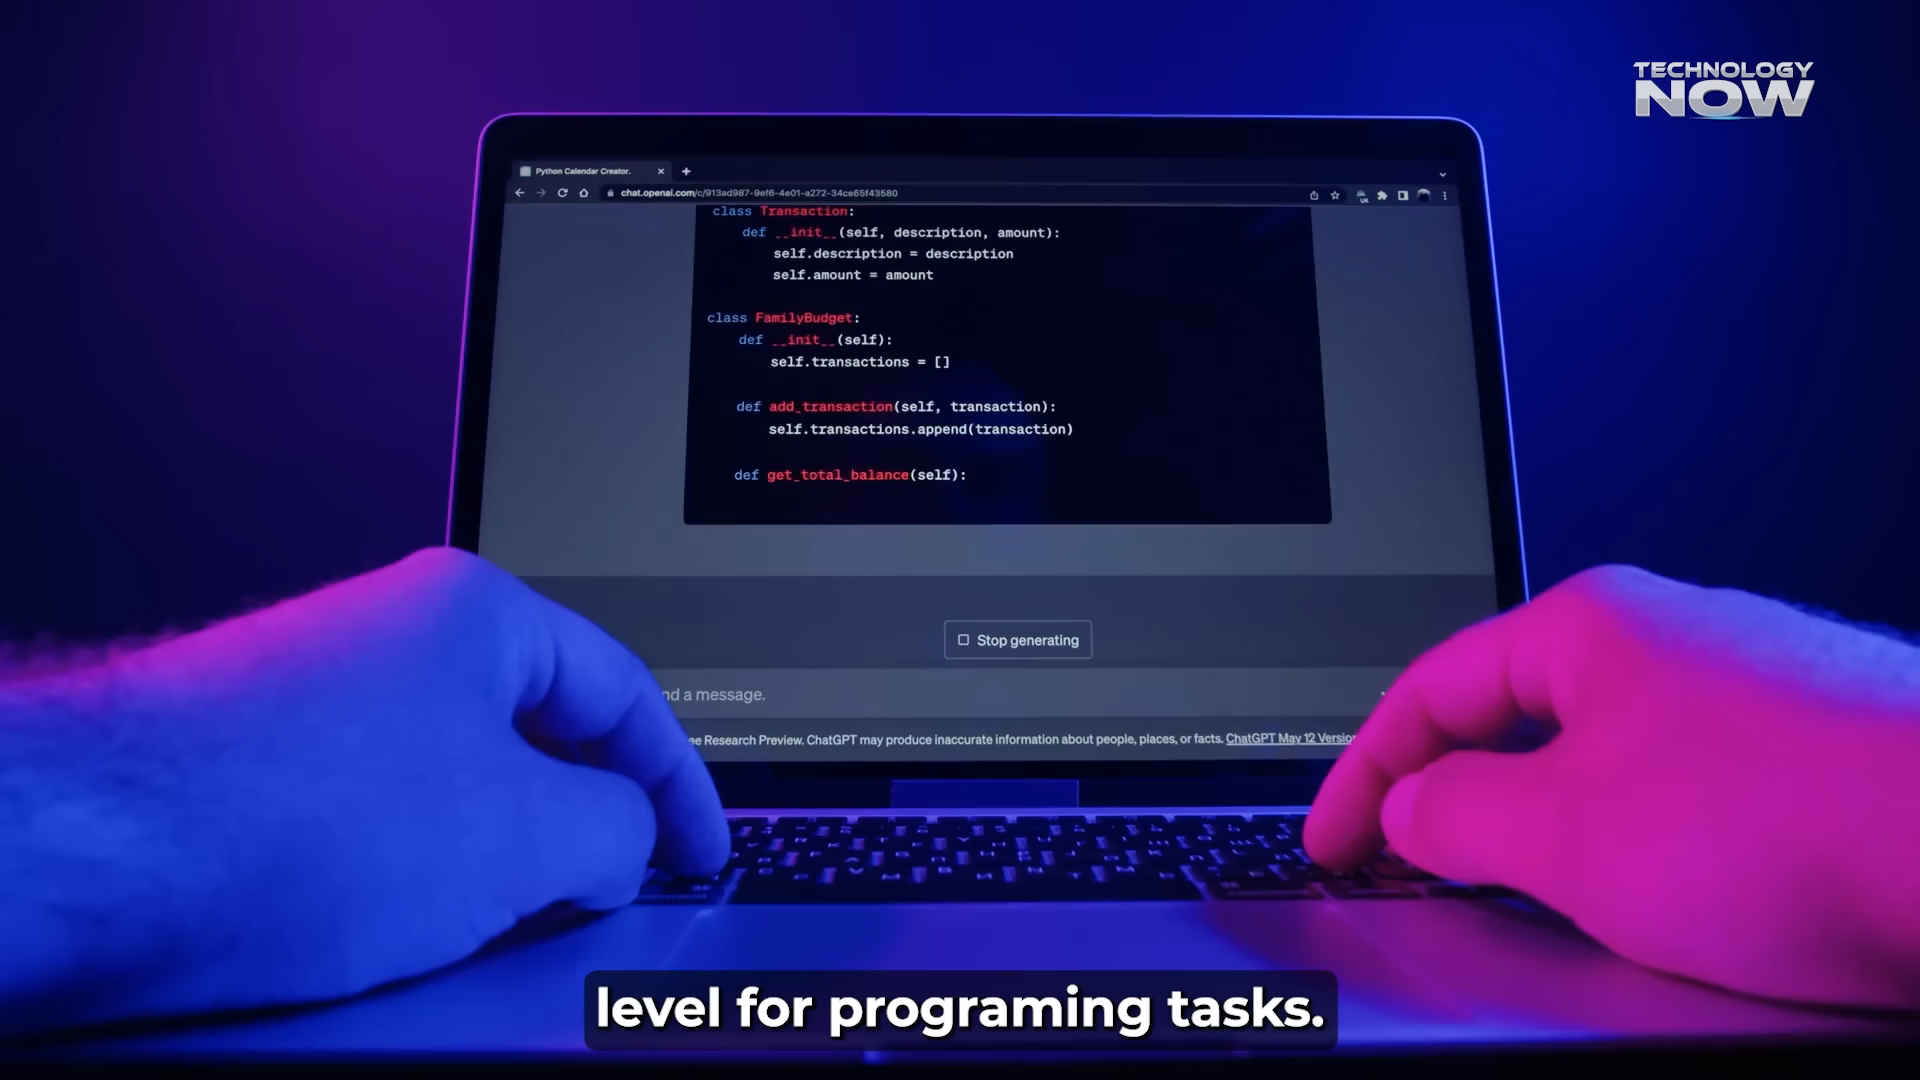 TECHNOLOGY
NOW
Python Calendar Creator.
chat.openai.com/c/913ad987-9ef6-4e01-a272-34ce65f43580
class Transaction:
def __init__(self, description, amount):
self.description = description
self.amount = amount
class FamilyBudget:
def __init__(self):
self.transactions = []
def add_transaction(self, transaction):
self.transactions.append(transaction)
def get_total_balance(self):
Stop generating
nd a message.
ee Research Preview. ChatGPT may produce inaccurate information about people, places, or facts. ChatGPT May 12 Version
level for programing tasks.